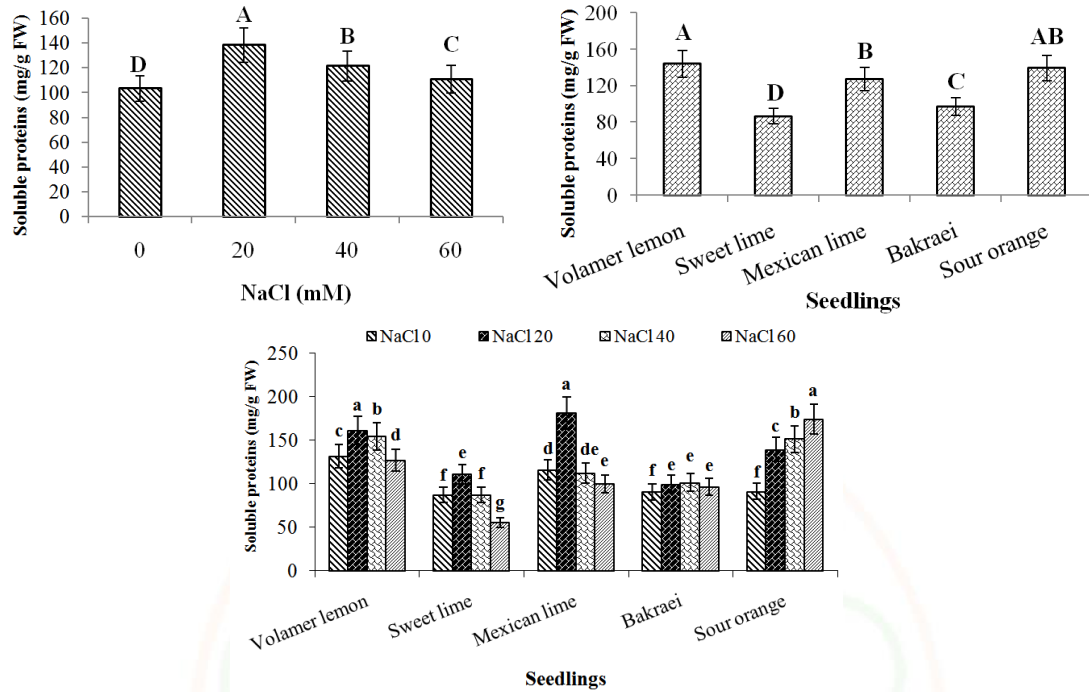 Soluble proteins (mg/g FW)
160
140
120
100
80
60
40
20
0
D
A
B
C
0 20 40 60
NaCl (mM)
Soluble proteins (mg/g FW)
200
160
120
80
40
0
A
D
B
C
AB
Volamer lemon
Sweet lime
Mexican lime
Bakraei
Sour orange
Seedlings
NaCl0 NaCl20 NaCl40 NaCl60
Soluble proteins (mg/g FW)
250
200
150
100
50
0
c a b d
f e f g
d a de e
f e e e
f c b a
Volamer lemon
Sweet lime
Mexican lime
Bakraei
Sour orange
Seedlings